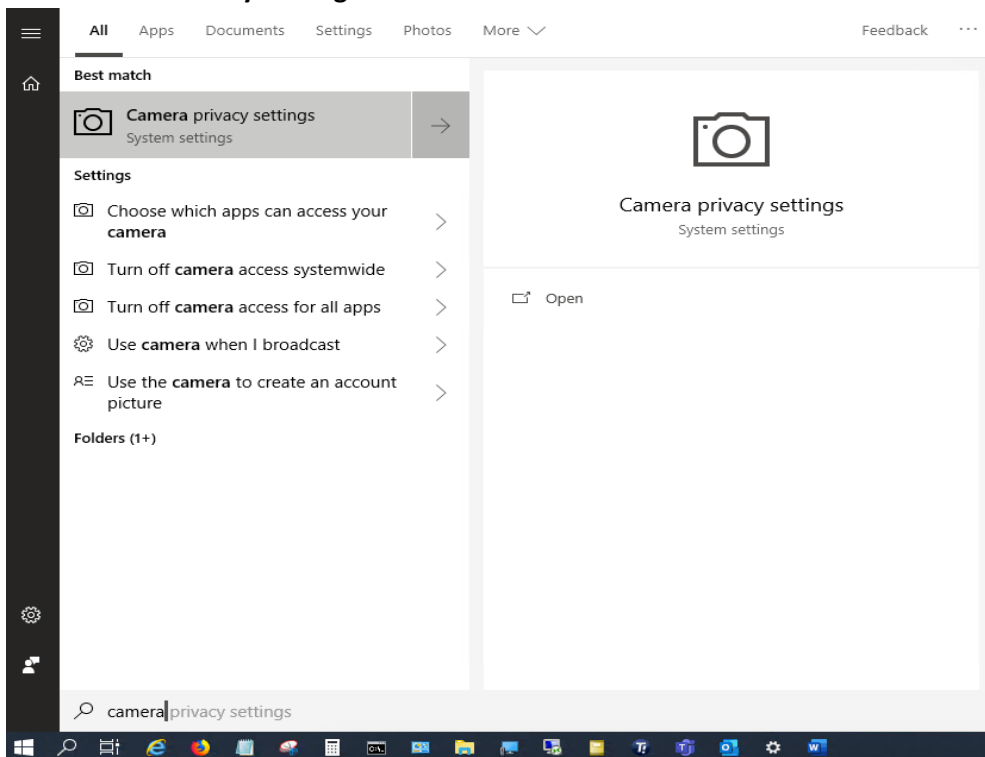 All Apps Documents Settings Photos More Feedback ...
Best match
Camera privacy settings
System settings
Settings
Choose which apps can access your
camera
Turn off camera access systemwide
Turn off camera access for all apps
Use camera when I broadcast
Use the camera to create an account
picture
Folders (1+)
Camera privacy settings
System settings
Open
camera privacy settings